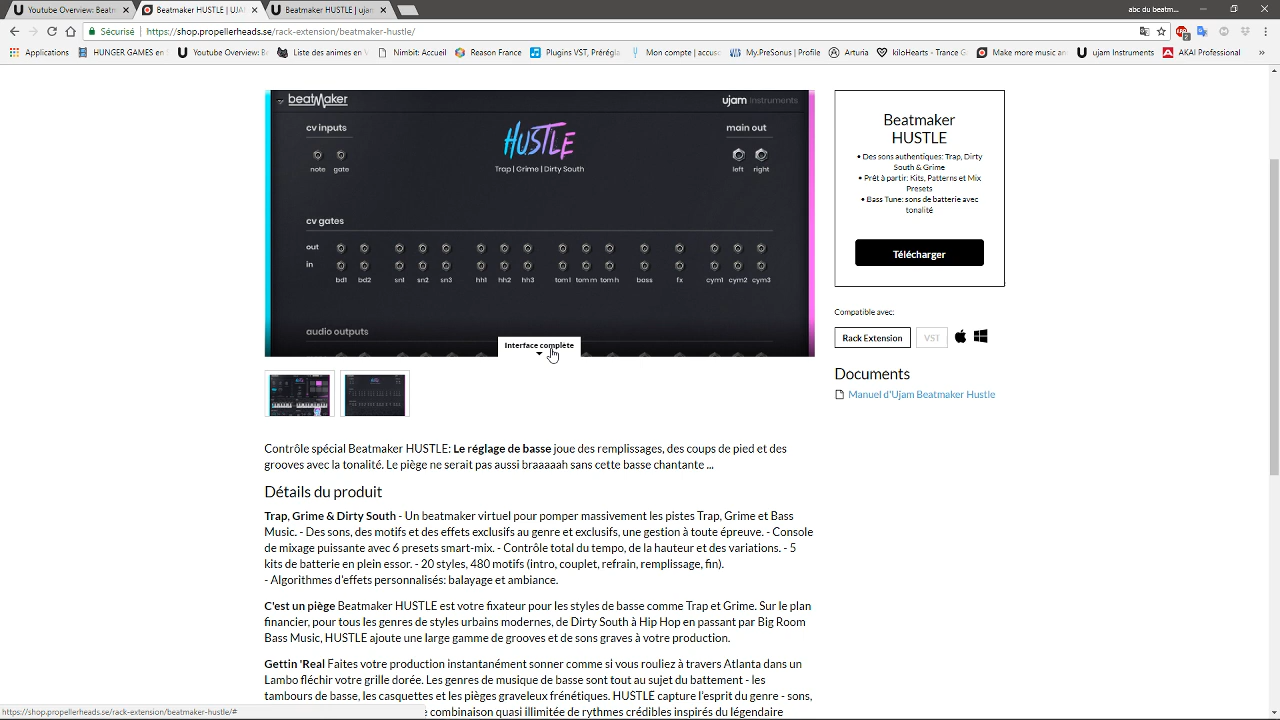 Youtube Overview: Beatm
Beatmaker HUSTLE | UJA
Beatmaker HUSTLE | ujam
abc du beatm...
Sécurisé
https://shop.propellerheads.se/rack-extension/beatmaker-hustle/
Applications
HUNGER GAMES en
Youtube Overview: Be
Liste des animes en V
Nimbit: Accueil
Reason France
Plugins VST, Prérégla
Mon compte | accus
My.PreSonus | Profile
Arturia
kiloHearts - Trance G
Make more music an
ujam Instruments
AKAI Professional
»
beatMaker
ujam instruments
cv inputs
HUSTLE
main out
note gate
Trap | Grime | Dirty South
left right
cv gates
out
in
bd1 bd2 sn1 sn2 sn3 hh1 hh2 hh3 tom l tom m tom h bass fx cym1 cym2 cym3
audio outputs
Interface complète
Beatmaker
HUSTLE
• Des sons authentiques: Trap, Dirty
South & Grime
• Prêt à partir: Kits, Patterns et Mix
Presets
• Bass Tune: sons de batterie avec
tonalité
Télécharger
Compatible avec:
Rack Extension
VST
Documents
Manuel d'Ujam Beatmaker Hustle
Contrôle spécial Beatmaker HUSTLE: Le réglage de basse joue des remplissages, des coups de pied et des
grooves avec la tonalité. Le piège ne serait pas aussi braaaaah sans cette basse chantante ...
Détails du produit
Trap, Grime & Dirty South - Un beatmaker virtuel pour pomper massivement les pistes Trap, Grime et Bass
Music. - Des sons, des motifs et des effets exclusifs au genre et exclusifs, une gestion à toute épreuve. - Console
de mixage puissante avec 6 presets smart-mix. - Contrôle total du tempo, de la hauteur et des variations. - 5
kits de batterie en plein essor. - 20 styles, 480 motifs (intro, couplet, refrain, remplissage, fin).
- Algorithmes d'effets personnalisés: balayage et ambiance.
C'est un piège Beatmaker HUSTLE est votre fixateur pour les styles de basse comme Trap et Grime. Sur le plan
financier, pour tous les genres de styles urbains modernes, de Dirty South à Hip Hop en passant par Big Room
Bass Music, HUSTLE ajoute une large gamme de grooves et de sons graves à votre production.
Gettin 'Real Faites votre production instantanément sonner comme si vous rouliez à travers Atlanta dans un
Lambo fléchir votre grille dorée. Les genres de musique de basse sont tout au sujet du battement - les
tambours de basse, les casquettes et les pièges graveleux frénétiques. HUSTLE capture l'esprit du genre - sons,
combinaison quasi illimitée de rythmes crédibles inspirés du légendaire
https://shop.propellerheads.se/rack-extension/beatmaker-hustle/#